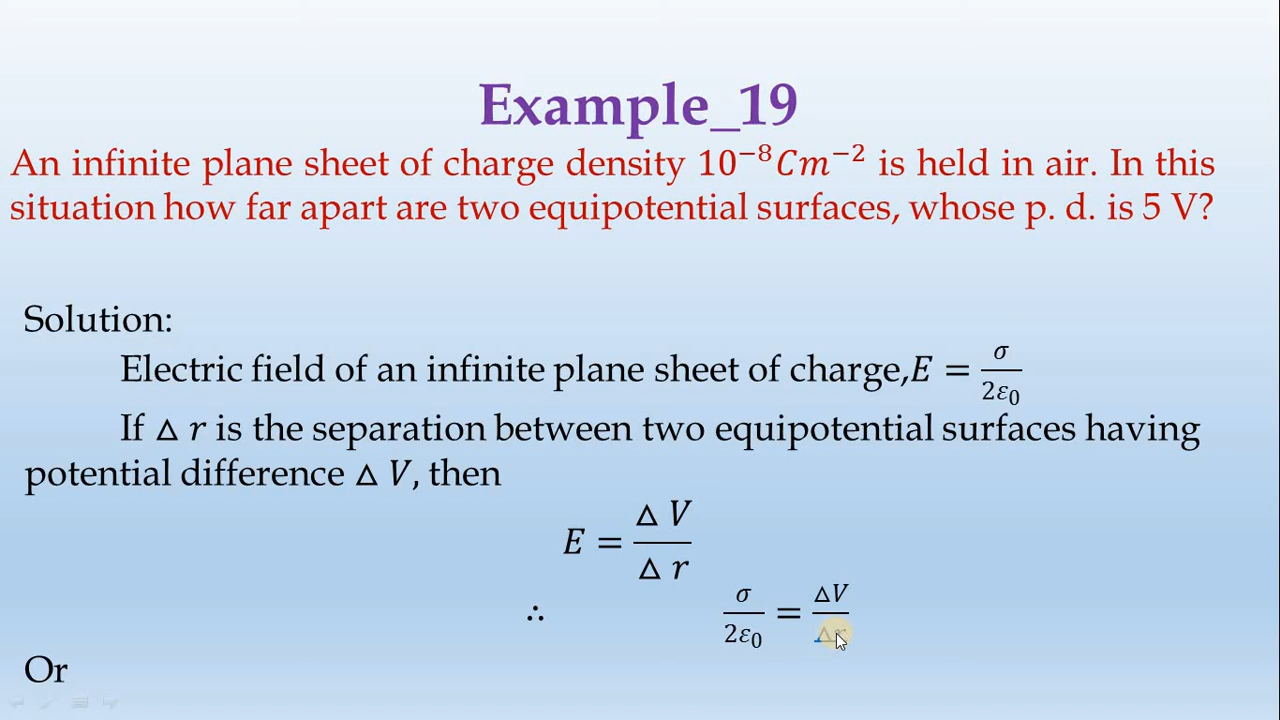 Example_19
An infinite plane sheet of charge density 10⁻⁸Cm⁻² is held in air. In this
situation how far apart are two equipotential surfaces, whose p. d. is 5 V?
Solution:
Electric field of an infinite plane sheet of charge,E = σ/2ε₀
If △ r is the separation between two equipotential surfaces having
potential difference △ V, then
E = △ V/△ r
∴ σ/2ε₀ = △V/△r
Or